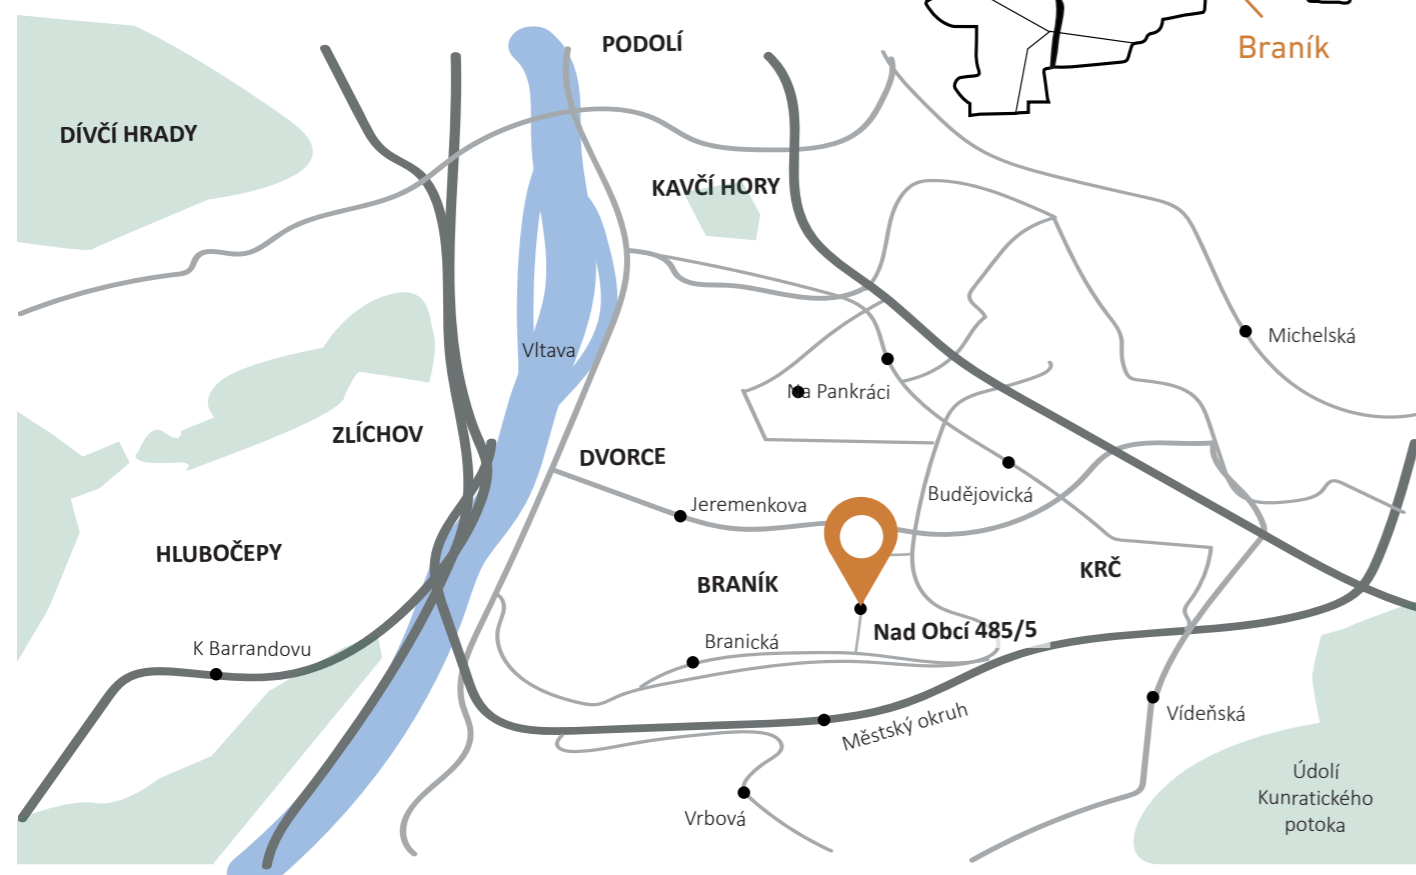 PODOLÍ
Braník
DÍVČÍ HRADY
KAVČÍ HORY
Michelská
Vltava
Na Pankráci
ZLÍCHOV
DVORCE
Budějovická
Jeremenkova
HLUBOČEPY
BRANÍK
KRČ
Nad Obcí 485/5
Branická
K Barrandovu
Městský okruh
Vídeňská
Údolí
Kunratického
potoka
Vrbová